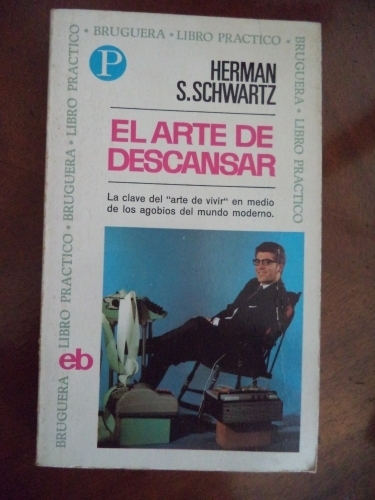 BRUGUERA · LIBRO PRACTICO · BRUGUERA · LIBRO PRACTICO · BRUGUERA · LIBRO PRACTICO ·
BRUGUERA · LIBRO PRACTICO
P
HERMAN
S.SCHWARTZ
EL ARTE DE
DESCANSAR
La clave del "arte de vivir" en medio
de los agobios del mundo moderno.
eb